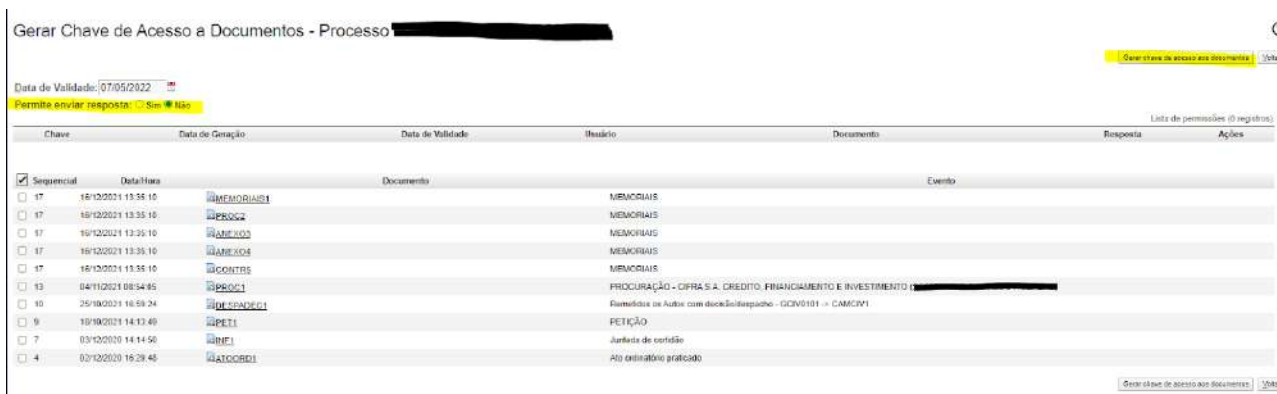 Gerar Chave de Acesso a Documentos - Processo
Gerar chave de acesso aos documentos
Data de Validade: 07/05/2022
Permite enviar resposta: Sim Não
Lista de permissões (0 registros)
Chave Data de Geração Data de Validade Usuário Documento Resposta Ações
Sequencial Data/Hora Documento Evento
17 16/12/2021 13:35:10 MEMORIAIS1 MEMORIAIS
17 16/12/2021 13:35:10 PROC2 MEMORIAIS
17 16/12/2021 13:35:10 ANEXO3 MEMORIAIS
17 16/12/2021 13:35:10 ANEXO4 MEMORIAIS
17 16/12/2021 13:35:10 CONTR5 MEMORIAIS
13 04/11/2021 08:54:05 PROC1 PROCURAÇÃO - CIFRA S.A. CREDITO, FINANCIAMENTO E INVESTIMENTO
10 25/10/2021 16:59:24 DESPADEC1 Remetidos os Autos com decisão/despacho - GCIV0101 -> CAMCIV1
9 10/2021 14:13:49 PET1 PETIÇÃO
7 03/12/2020 14:14:50 INF1 Juntada de certidão
4 02/12/2020 16:29:48 ATOORD1 Ato ordinatório praticado
Gerar chave de acesso aos documentos